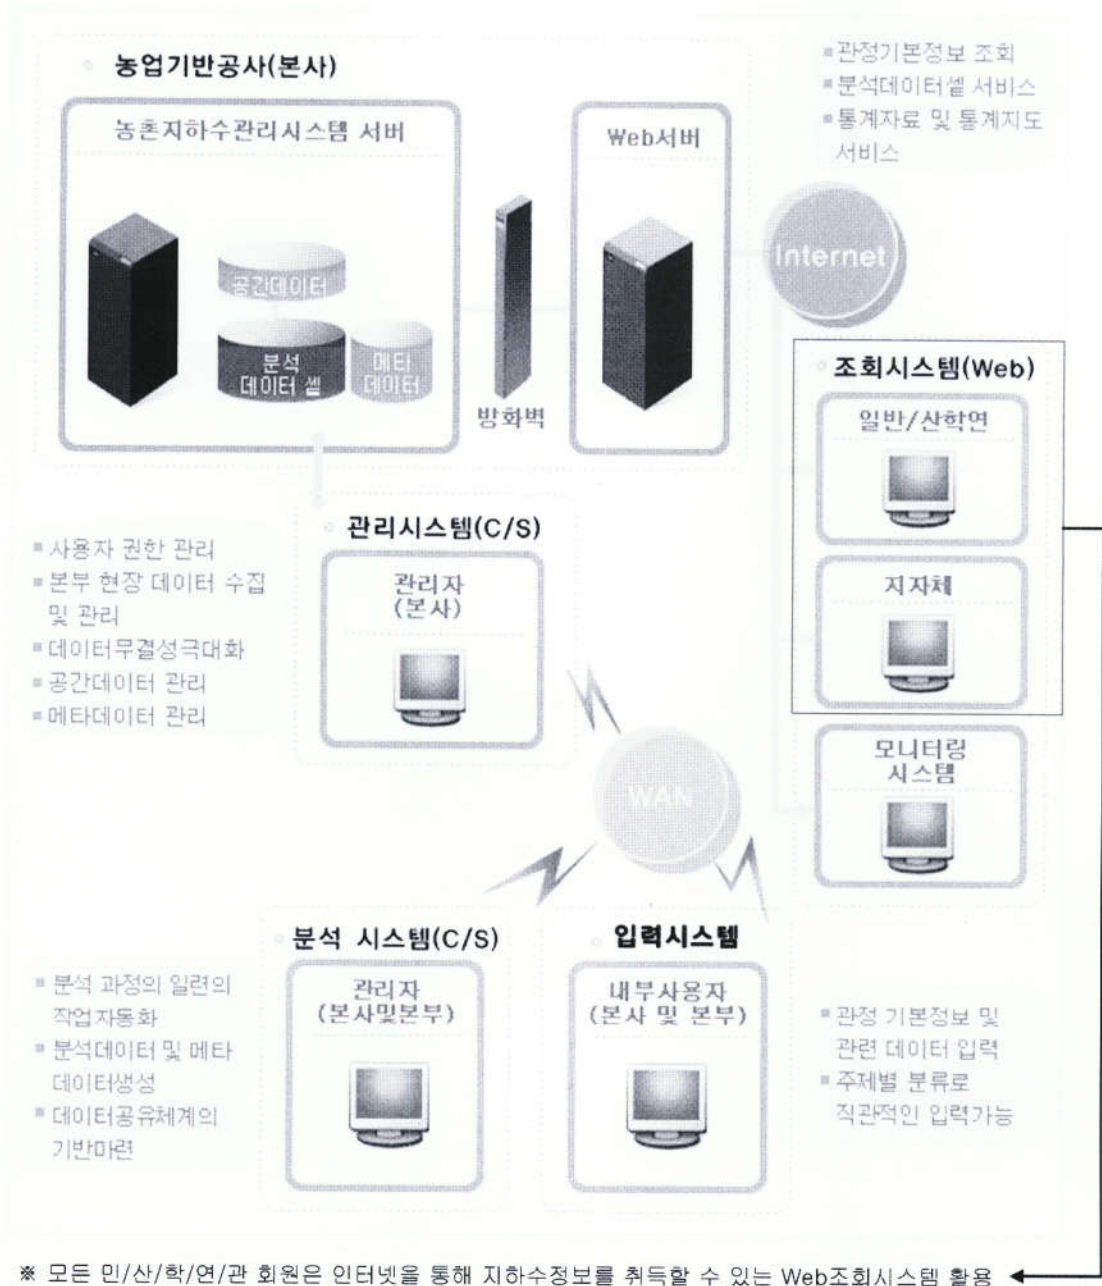 농업기반공사(본사)
농촌지하수관리시스템 서버
공간데이터
분석
데이터 셀
메타
데이터
방화벽
Web서버
▪관정기본정보 조회
▪분석데이터셀 서비스
▪통계자료 및 통계지도
서비스
Internet
조회시스템(Web)
일반/산학연
지자체
모니터링
시스템
관리시스템(C/S)
관리자
(본사)
▪사용자 권한 관리
▪본부 현장 데이터 수집
및 관리
▪데이터무결성극대화
▪공간데이터 관리
▪메타데이터 관리
WAN
분석 시스템(C/S)
관리자
(본사및본부)
▪분석 과정의 일련의
작업자동화
▪분석데이터 및 메타
데이터생성
▪데이터공유체계의
기반마련
입력시스템
내부사용자
(본사 및 본부)
▪관정 기본정보 및
관련 데이터 입력
▪주제별 분류로
직관적인 입력가능
※ 모든 민/산/학/연/관 회원은 인터넷을 통해 지하수정보를 취득할 수 있는 Web조회시스템 활용